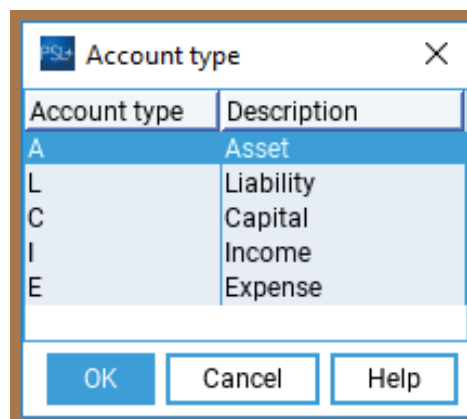 PSL+ Account type
Account type Description
A Asset
L Liability
C Capital
I Income
E Expense
OK Cancel Help